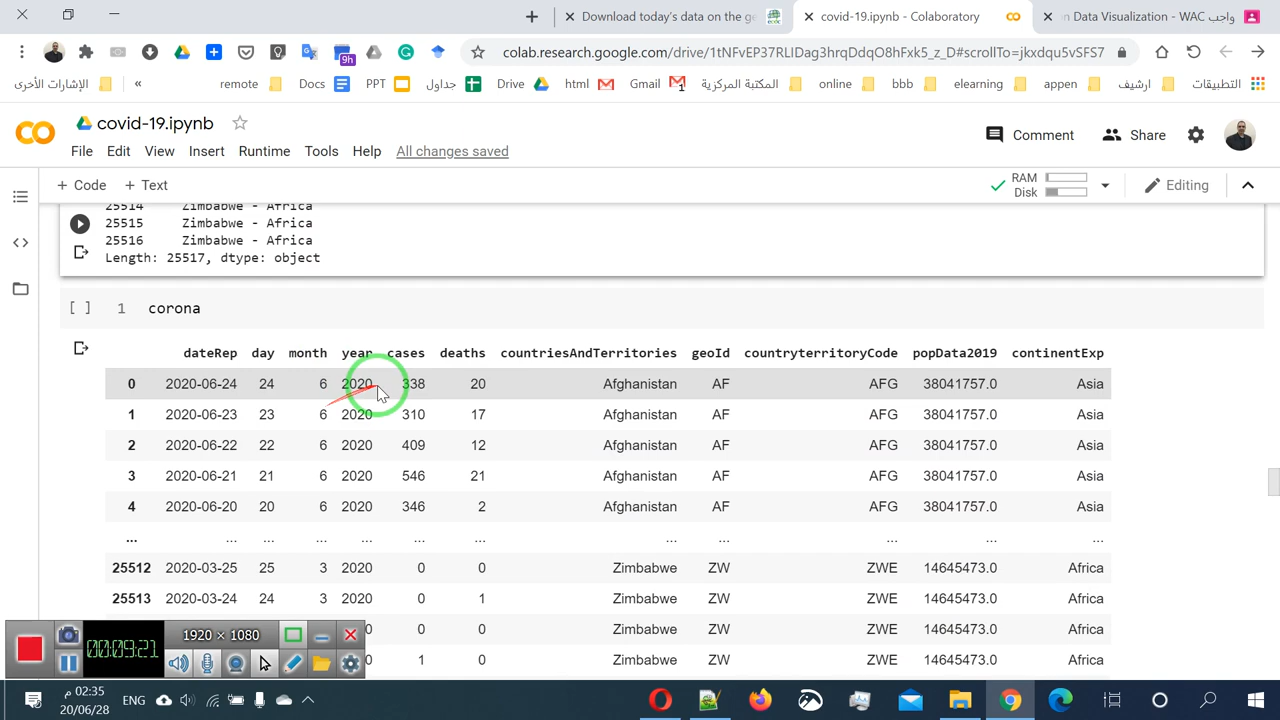 Download today's data on the ge
covid-19.ipynb - Colaboratory
n Data Visualization - WAC واجب
9h
colab.research.google.com/drive/1tNFvEP37RLIDag3hrqDdqO8hFxk5_z_D#scrollTo=jkxdqu5vSFS7
الإشارات الأخرى
«
remote
Docs
PPT
جداول
Drive
html
Gmail
1
المكتبة المركزية
online
bbb
elearning
appen
ارشيف
التطبيقات
covid-19.ipynb
Comment
Share
File Edit View Insert Runtime Tools Help All changes saved
+ Code + Text
RAM
Disk
Editing
25514 Zimbabwe - Africa
25515 Zimbabwe - Africa
25516 Zimbabwe - Africa
Length: 25517, dtype: object
[ ] 1 corona
dateRep day month year cases deaths countriesAndTerritories geoId countryterritoryCode popData2019 continentExp
0 2020-06-24 24 6 2020 338 20 Afghanistan AF AFG 38041757.0 Asia
1 2020-06-23 23 6 2020 310 17 Afghanistan AF AFG 38041757.0 Asia
2 2020-06-22 22 6 2020 409 12 Afghanistan AF AFG 38041757.0 Asia
3 2020-06-21 21 6 2020 546 21 Afghanistan AF AFG 38041757.0 Asia
4 2020-06-20 20 6 2020 346 2 Afghanistan AF AFG 38041757.0 Asia
... ... ... ... ... ... ... ... ... ... ... ...
25512 2020-03-25 25 3 2020 0 0 Zimbabwe ZW ZWE 14645473.0 Africa
25513 2020-03-24 24 3 2020 0 1 Zimbabwe ZW ZWE 14645473.0 Africa
0 0 0 Zimbabwe ZW ZWE 14645473.0 Africa
0 1 0 Zimbabwe ZW ZWE 14645473.0 Africa
1920 × 1080
00:09:21
02:35 م
20/06/28
ENG